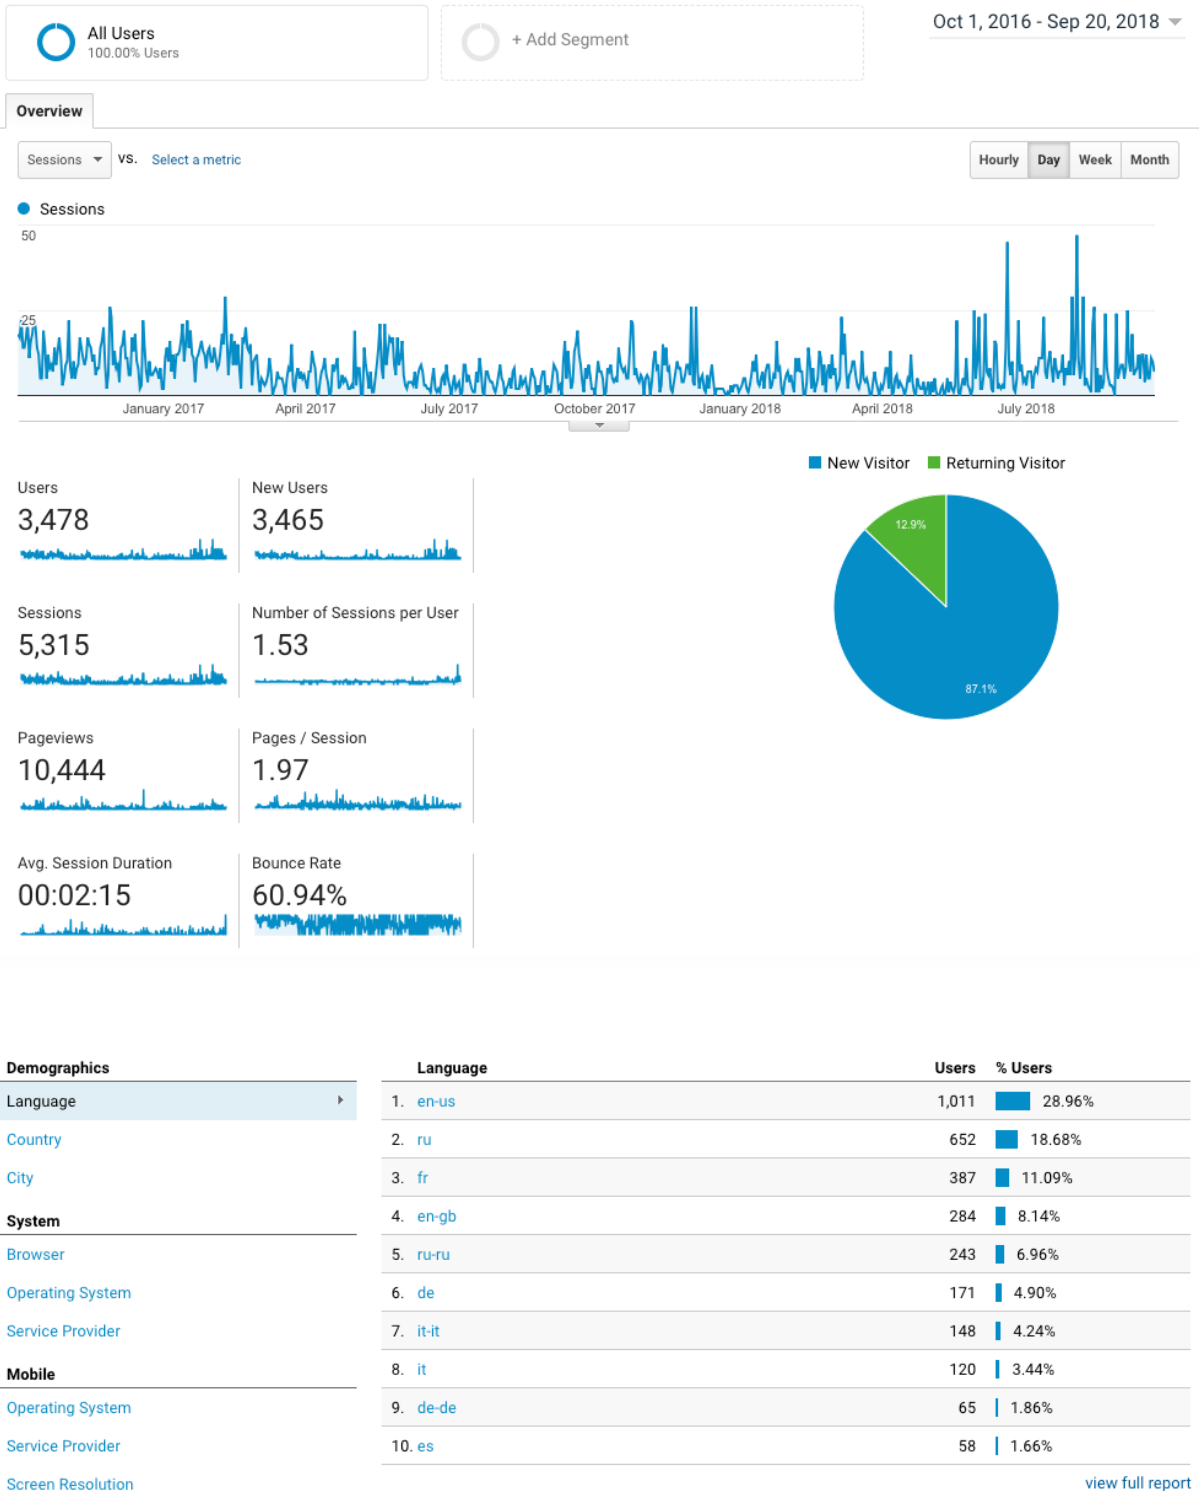 All Users
100.00% Users
+ Add Segment
Oct 1, 2016 - Sep 20, 2018
Overview
Sessions VS. Select a metric
Hourly Day Week Month
Sessions
50
25
January 2017 April 2017 July 2017 October 2017 January 2018 April 2018 July 2018
New Visitor Returning Visitor
12.9%
87.1%
Users
3,478
New Users
3,465
Sessions
5,315
Number of Sessions per User
1.53
Pageviews
10,444
Pages / Session
1.97
Avg. Session Duration
00:02:15
Bounce Rate
60.94%
Demographics
Language
Country
City
System
Browser
Operating System
Service Provider
Mobile
Operating System
Service Provider
Screen Resolution
Language Users % Users
1. en-us 1,011 28.96%
2. ru 652 18.68%
3. fr 387 11.09%
4. en-gb 284 8.14%
5. ru-ru 243 6.96%
6. de 171 4.90%
7. it-it 148 4.24%
8. it 120 3.44%
9. de-de 65 1.86%
10. es 58 1.66%
view full report